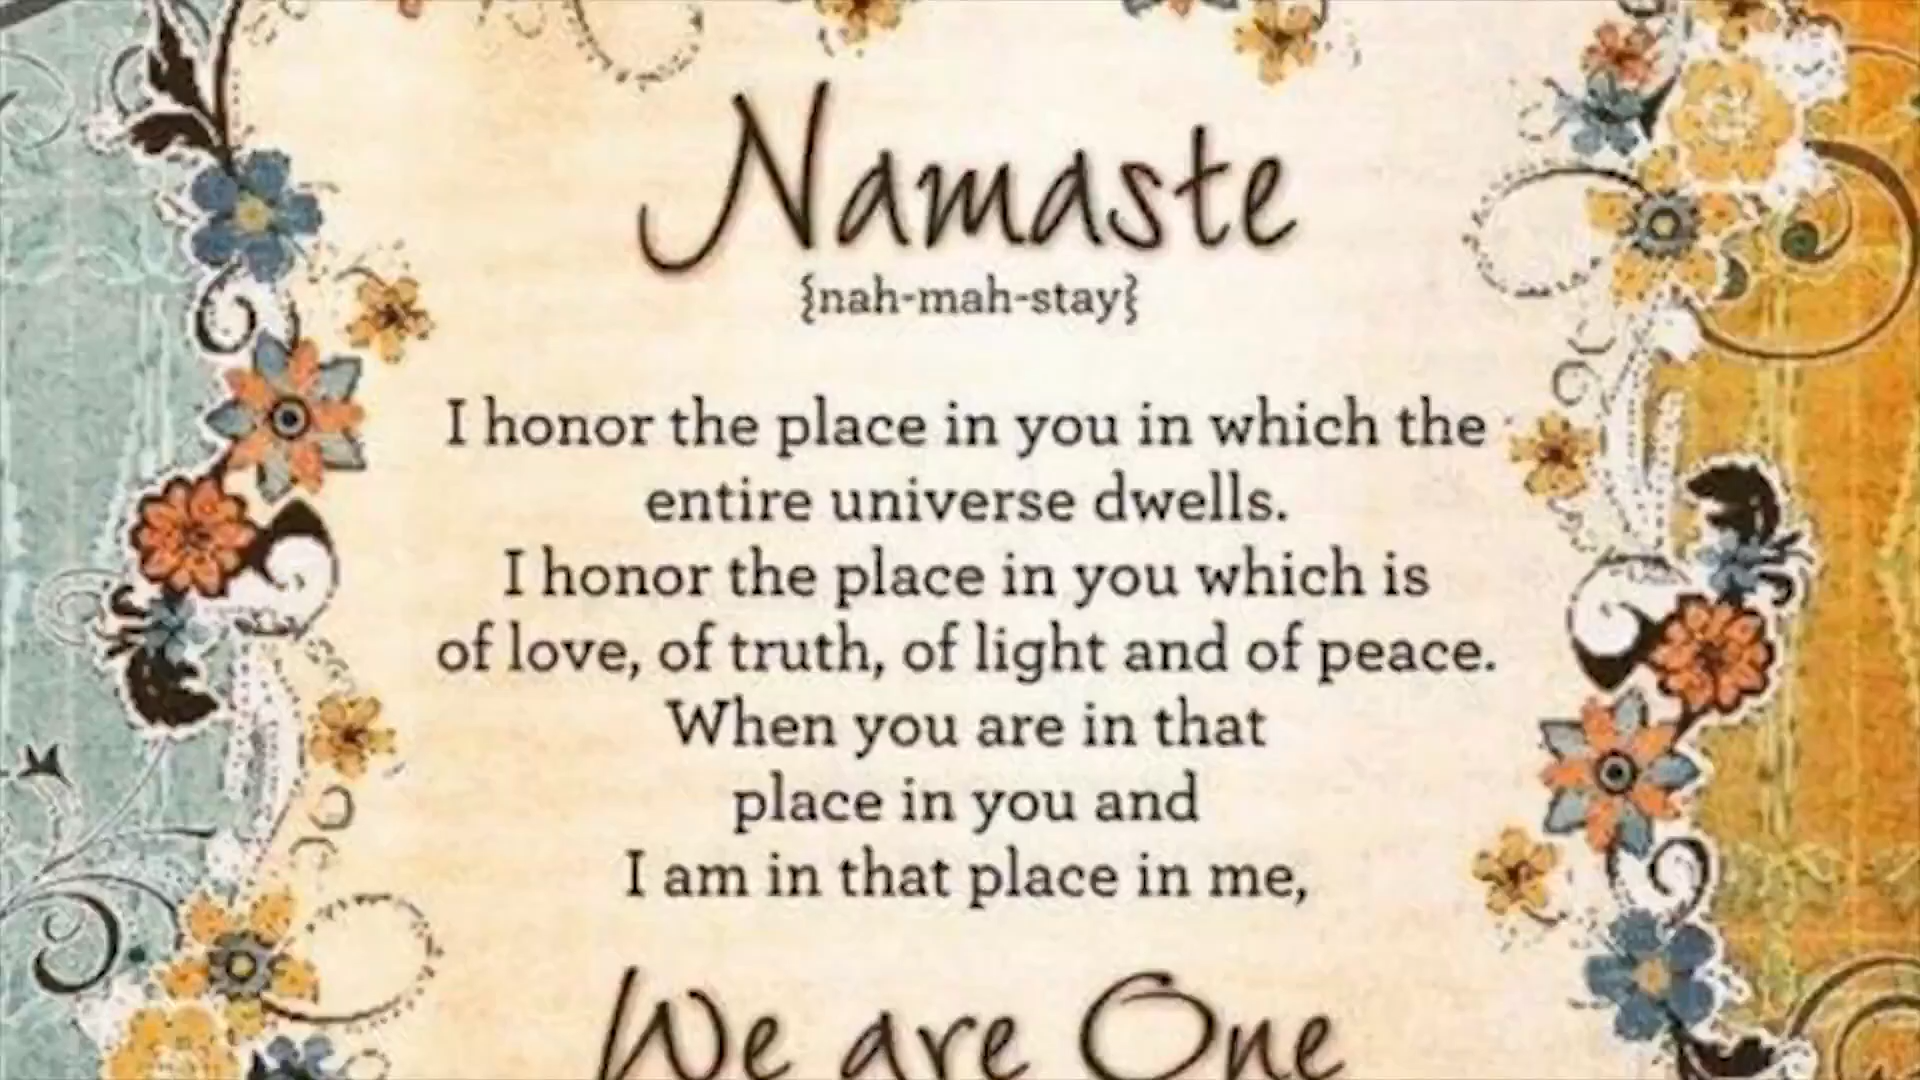 Namaste
{nah-mah-stay}
I honor the place in you in which the
entire universe dwells.
I honor the place in you which is
of love, of truth, of light and of peace.
When you are in that
place in you and
I am in that place in me,
We are One